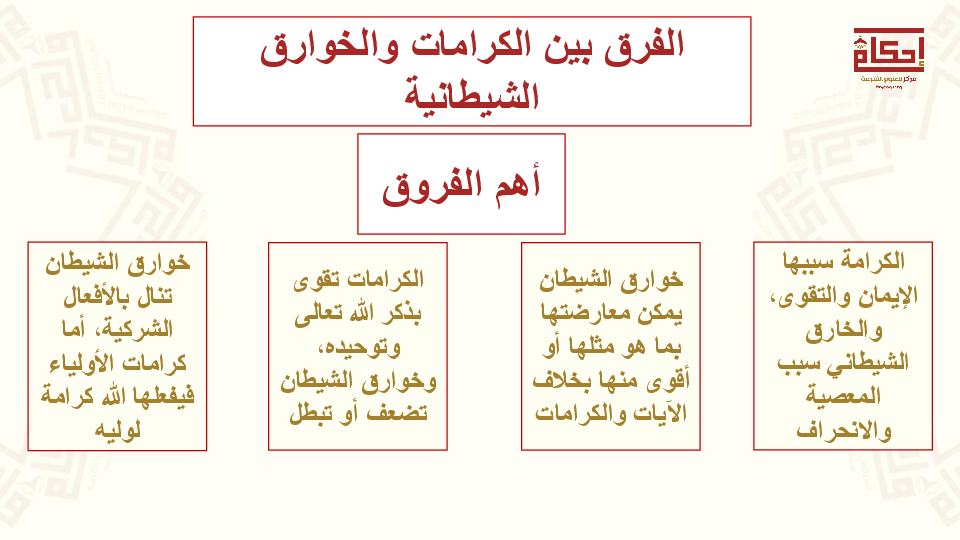 الفرق بين الكرامات والخوارق
الشيطانية
إحكام
مركز للعلوم الشرعية
أهم الفروق
الكرامة سببها
الإيمان والتقوى،
والخارق
الشيطاني سبب
المعصية
والانحراف
خوارق الشيطان
يمكن معارضتها
بما هو مثلها أو
أقوى منها بخلاف
الآيات والكرامات
الكرامات تقوى
بذكر الله تعالى
وتوحيده،
وخوارق الشيطان
تضعف أو تبطل
خوارق الشيطان
تنال بالأفعال
الشركية، أما
كرامات الأولياء
فيفعلها الله كرامة
لوليه